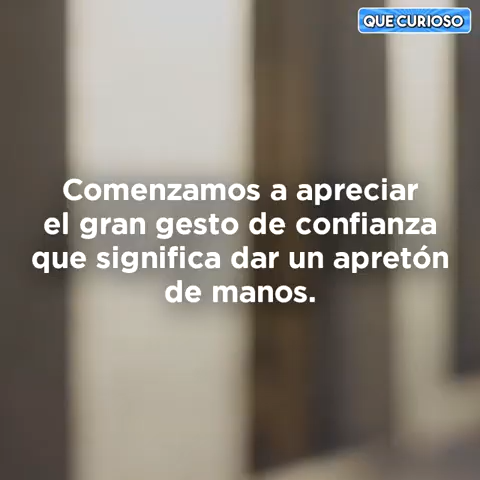 QUE CURIOSO
Comenzamos a apreciar
el gran gesto de confianza
que significa dar un apretón
de manos.